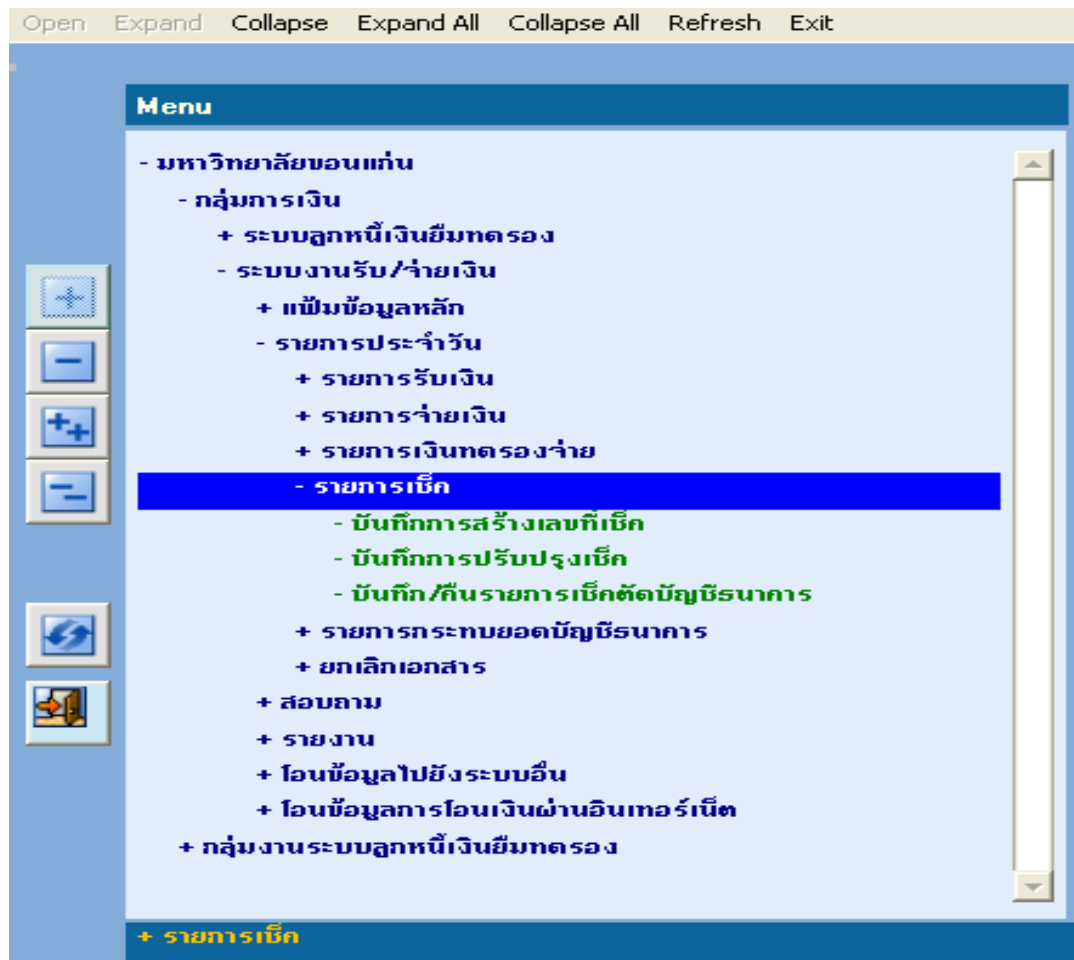 Open Expand Collapse Expand All Collapse All Refresh Exit
Menu
- มหาวิทยาลัยขอนแก่น
- กลุ่มการเงิน
+ ระบบลูกหนี้เงินยืมทดรอง
- ระบบงานรับ/จ่ายเงิน
+ แฟ้มข้อมูลหลัก
- รายการประจำวัน
+ รายการรับเงิน
+ รายการจ่ายเงิน
+ รายการเงินทดรองจ่าย
- รายการเช็ค
- บันทึกการสร้างเลขที่เช็ค
- บันทึกการปรับปรุงเช็ค
- บันทึก/คืนรายการเช็คตัดบัญชีธนาคาร
+ รายการกระทบยอดบัญชีธนาคาร
+ ยกเลิกเอกสาร
+ สอบถาม
+ รายงาน
+ โอนข้อมูลไปยังระบบอื่น
+ โอนข้อมูลการโอนเงินผ่านอินเทอร์เน็ต
+ กลุ่มงานระบบลูกหนี้เงินยืมทดรอง
+ รายการเช็ค